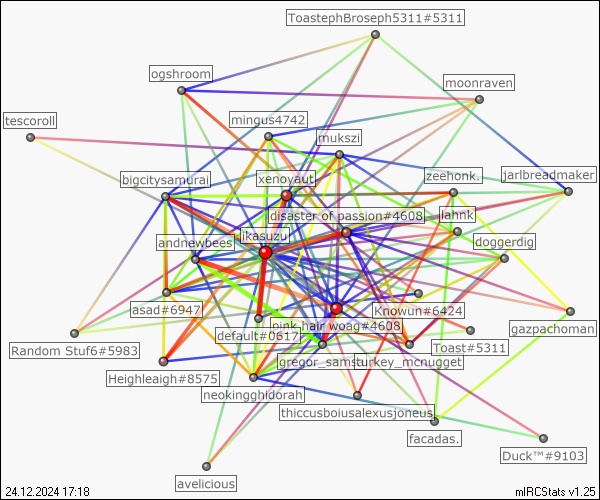 ToastephBroseph5311#5311
ogshroom
moonraven
tescoroll
mingus4742
mukszi
xenoyaut
zeehonk.
jarlbreadmaker
bigcitysamurai
disaster of passion#4608
lahnk
ikasuzu
andnewbees
doggerdig
asad#6947
Knowun#6424
gazpachoman
default#0617
pink hair woag#4608
Toast#5311
Random Stuf6#5983
gregor_samsa
turkey_mcnugget
Heighleaigh#8575
neokingghidorah
thiccusboiusalexusjoneus
facadas.
Duck™#9103
avelicious
24.12.2024 17:18
mIRCStats v1.25